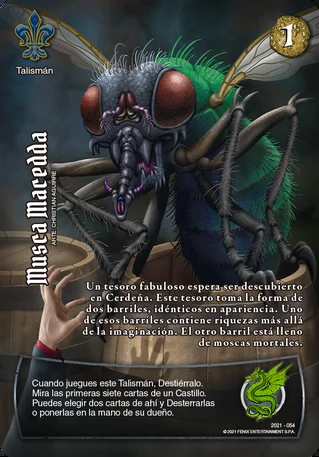 1
Talismán
Musca Macedda
ARTE: CHRISTIAN AGUIRRE
Un tesoro fabuloso espera ser descubierto
en Cerdeña. Este tesoro toma la forma de
dos barriles, idénticos en apariencia. Uno
de esos barriles contiene riquezas más allá
de la imaginación. El otro barril está lleno
de moscas mortales.
Cuando juegues este Talismán, Destiérralo.
Mira las primeras siete cartas de un Castillo.
Puedes elegir dos cartas de ahí y Desterrarlas
o ponerlas en la mano de su dueño.
2021 - 054
© 2021 FENIX ENTERTAINMENT S.P.A.